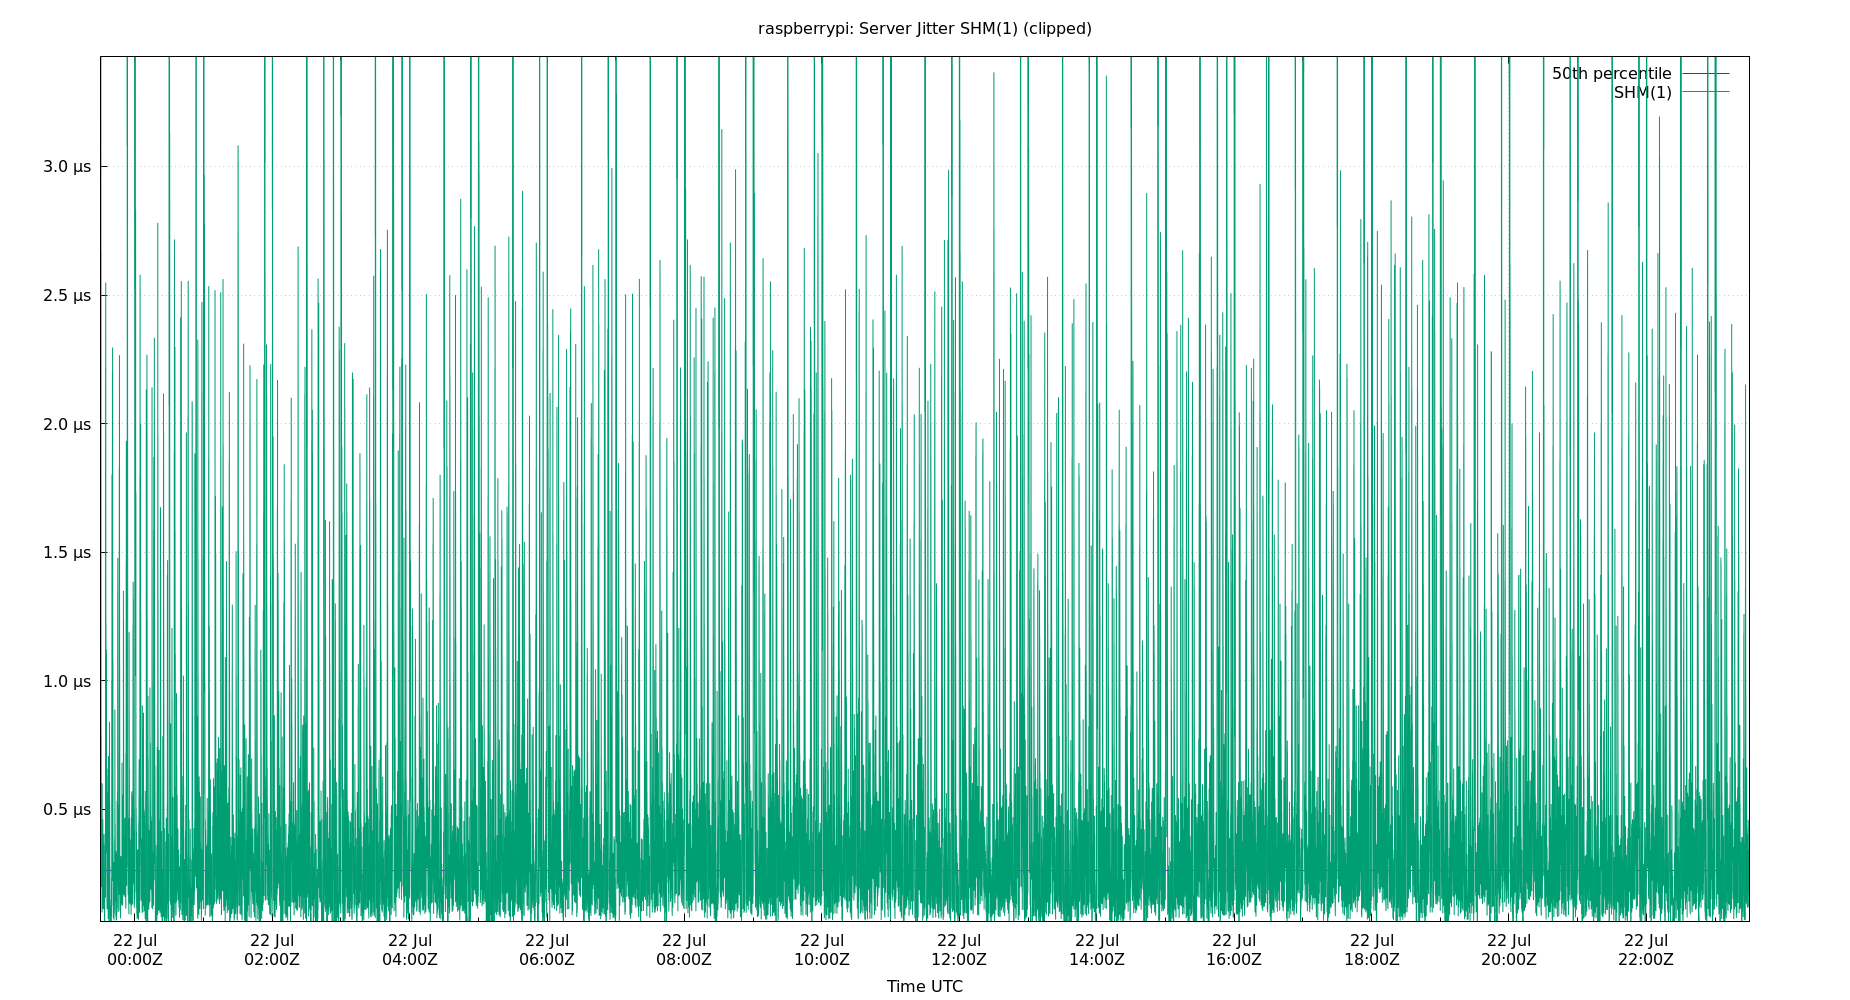 raspberrypi: Server Jitter SHM(1) (clipped)
50th percentile
SHM(1)
3.0 µs
2.5 µs
2.0 µs
1.5 µs
1.0 µs
0.5 µs
22 Jul 22 Jul 22 Jul 22 Jul 22 Jul 22 Jul 22 Jul 22 Jul 22 Jul 22 Jul 22 Jul 22 Jul
00:00Z 02:00Z 04:00Z 06:00Z 08:00Z 10:00Z 12:00Z 14:00Z 16:00Z 18:00Z 20:00Z 22:00Z
Time UTC